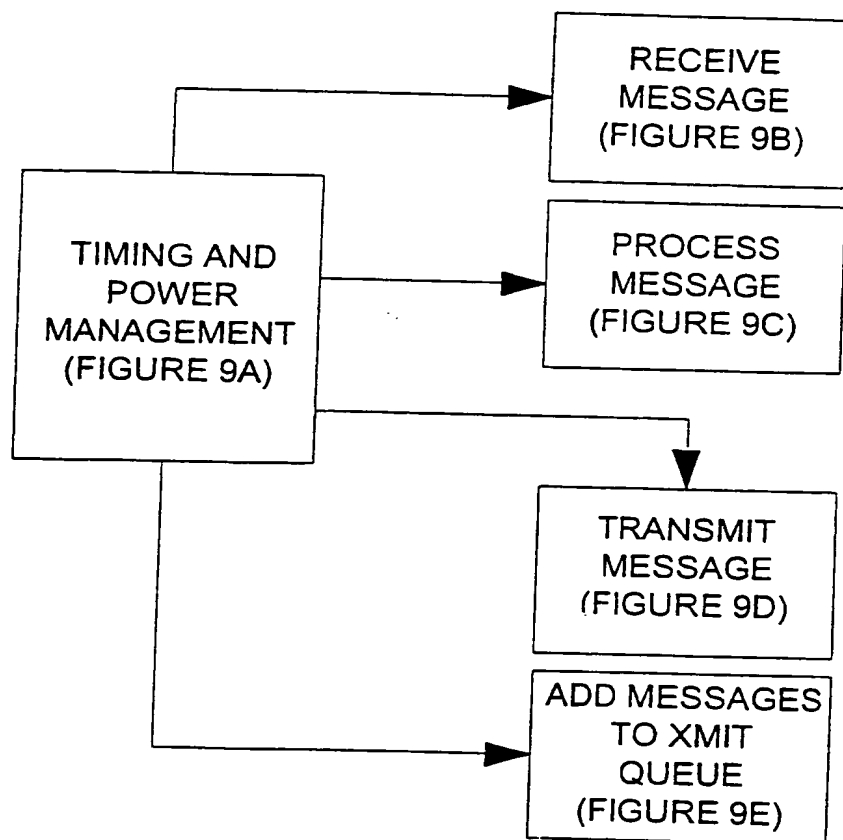 RECEIVE
MESSAGE
(FIGURE 9B)
TIMING AND
POWER
MANAGEMENT
(FIGURE 9A)
PROCESS
MESSAGE
(FIGURE 9C)
TRANSMIT
MESSAGE
(FIGURE 9D)
ADD MESSAGES
TO XMIT
QUEUE
(FIGURE 9E)